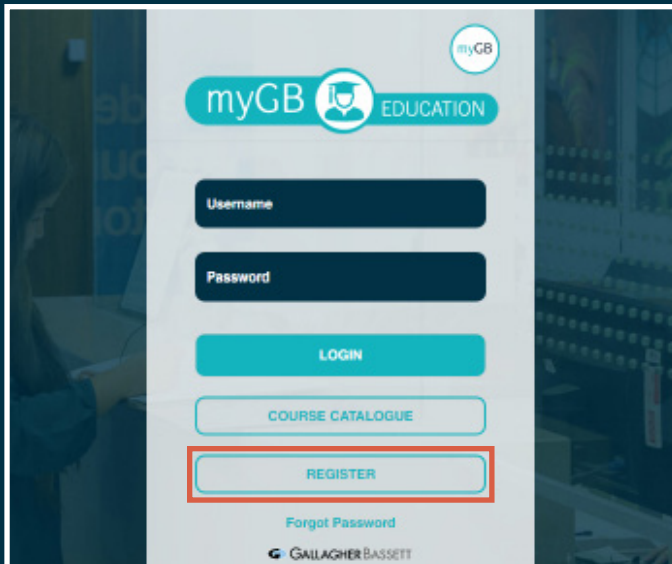 myGB
myGB EDUCATION
Username
Password
LOGIN
COURSE CATALOGUE
REGISTER
Forgot Password
GALLAGHER BASSETT